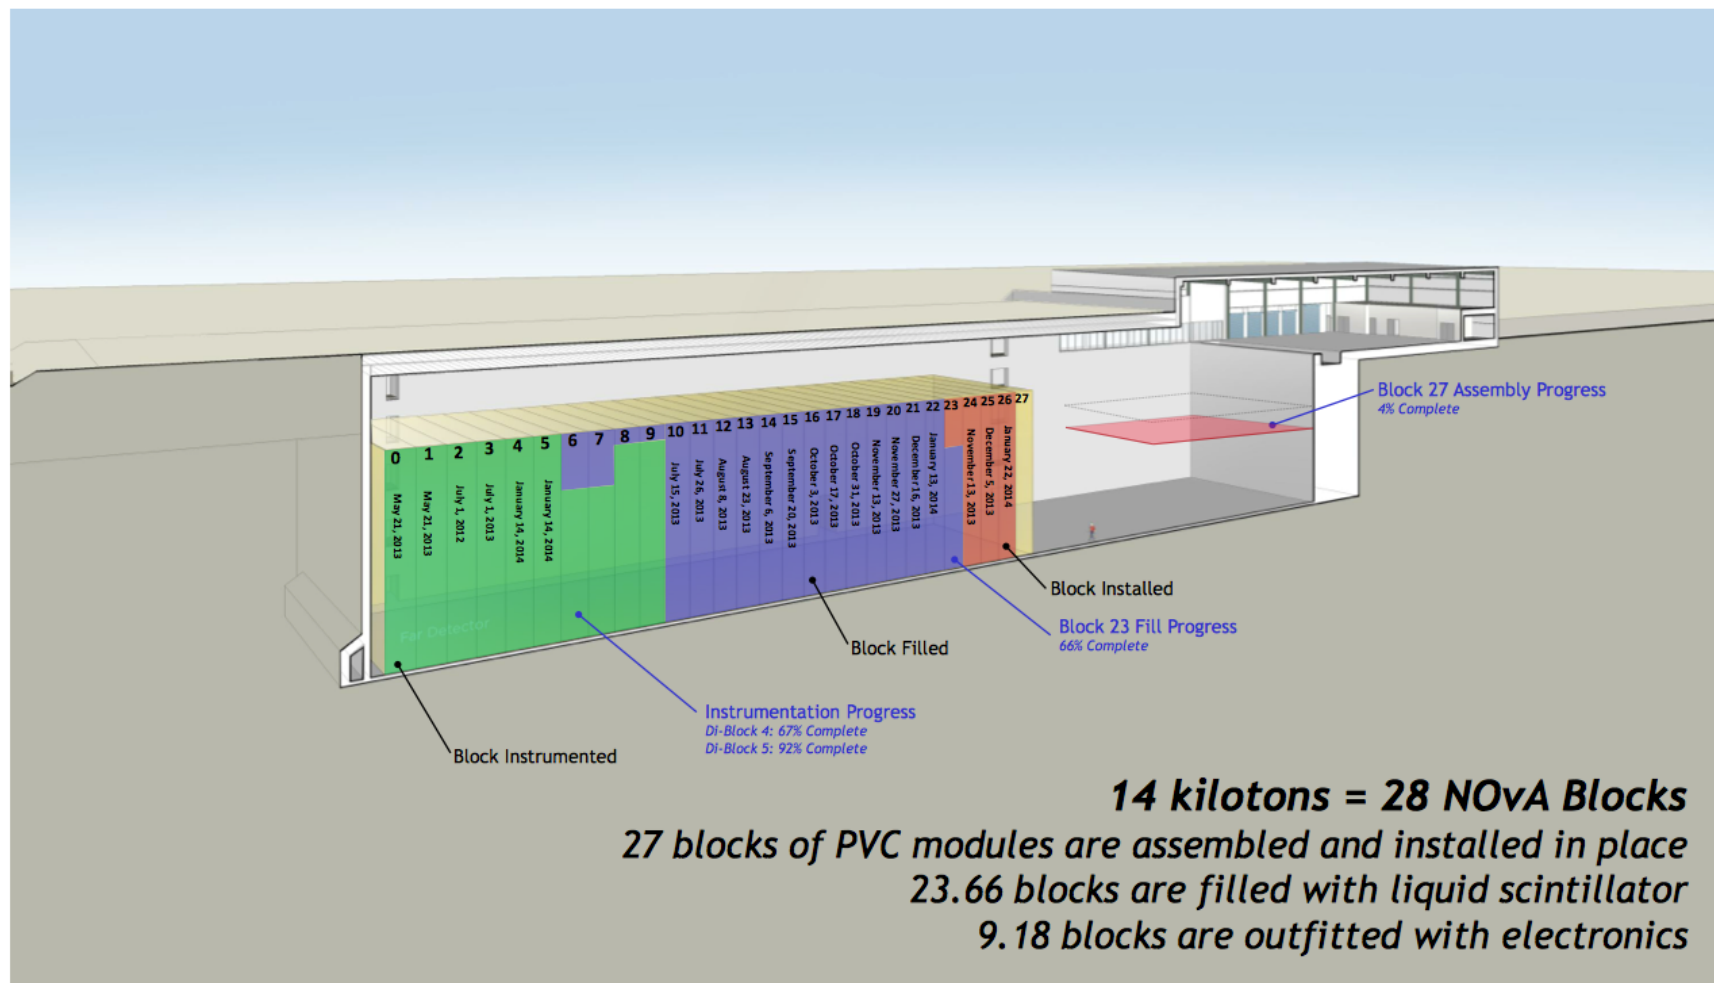 0
1
2
3
4
5
6
7
8
9
10
11
12
13
14
15
16
17
18
19
20
21
22
23
24
25
26
27
May 21, 2013
May 21, 2013
July 1, 2012
July 1, 2013
January 14, 2014
January 14, 2014
July 15, 2013
July 26, 2013
August 8, 2013
August 23, 2013
September 6, 2013
September 20, 2013
October 3, 2013
October 17, 2013
October 31, 2013
November 13, 2013
November 27, 2013
December 16, 2013
January 13, 2014
November 13, 2013
December 5, 2013
January 22, 2014
Block 27 Assembly Progress
4% Complete
Block Installed
Block 23 Fill Progress
66% Complete
Block Filled
Far Detector
Instrumentation Progress
Di-Block 4: 67% Complete
Di-Block 5: 92% Complete
Block Instrumented
14 kilotons = 28 NOvA Blocks
27 blocks of PVC modules are assembled and installed in place
23.66 blocks are filled with liquid scintillator
9.18 blocks are outfitted with electronics